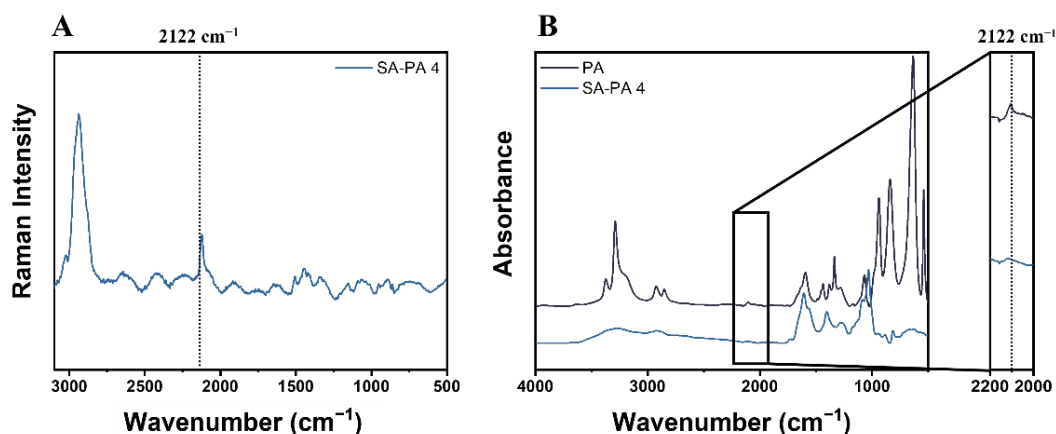 A
2122 cm⁻¹
SA-PA 4
Raman Intensity
3000 2500 2000 1500 1000 500
Wavenumber (cm⁻¹)
B
2122 cm⁻¹
PA
SA-PA 4
Absorbance
4000 3000 2000 1000
2200 2000
Wavenumber (cm⁻¹)